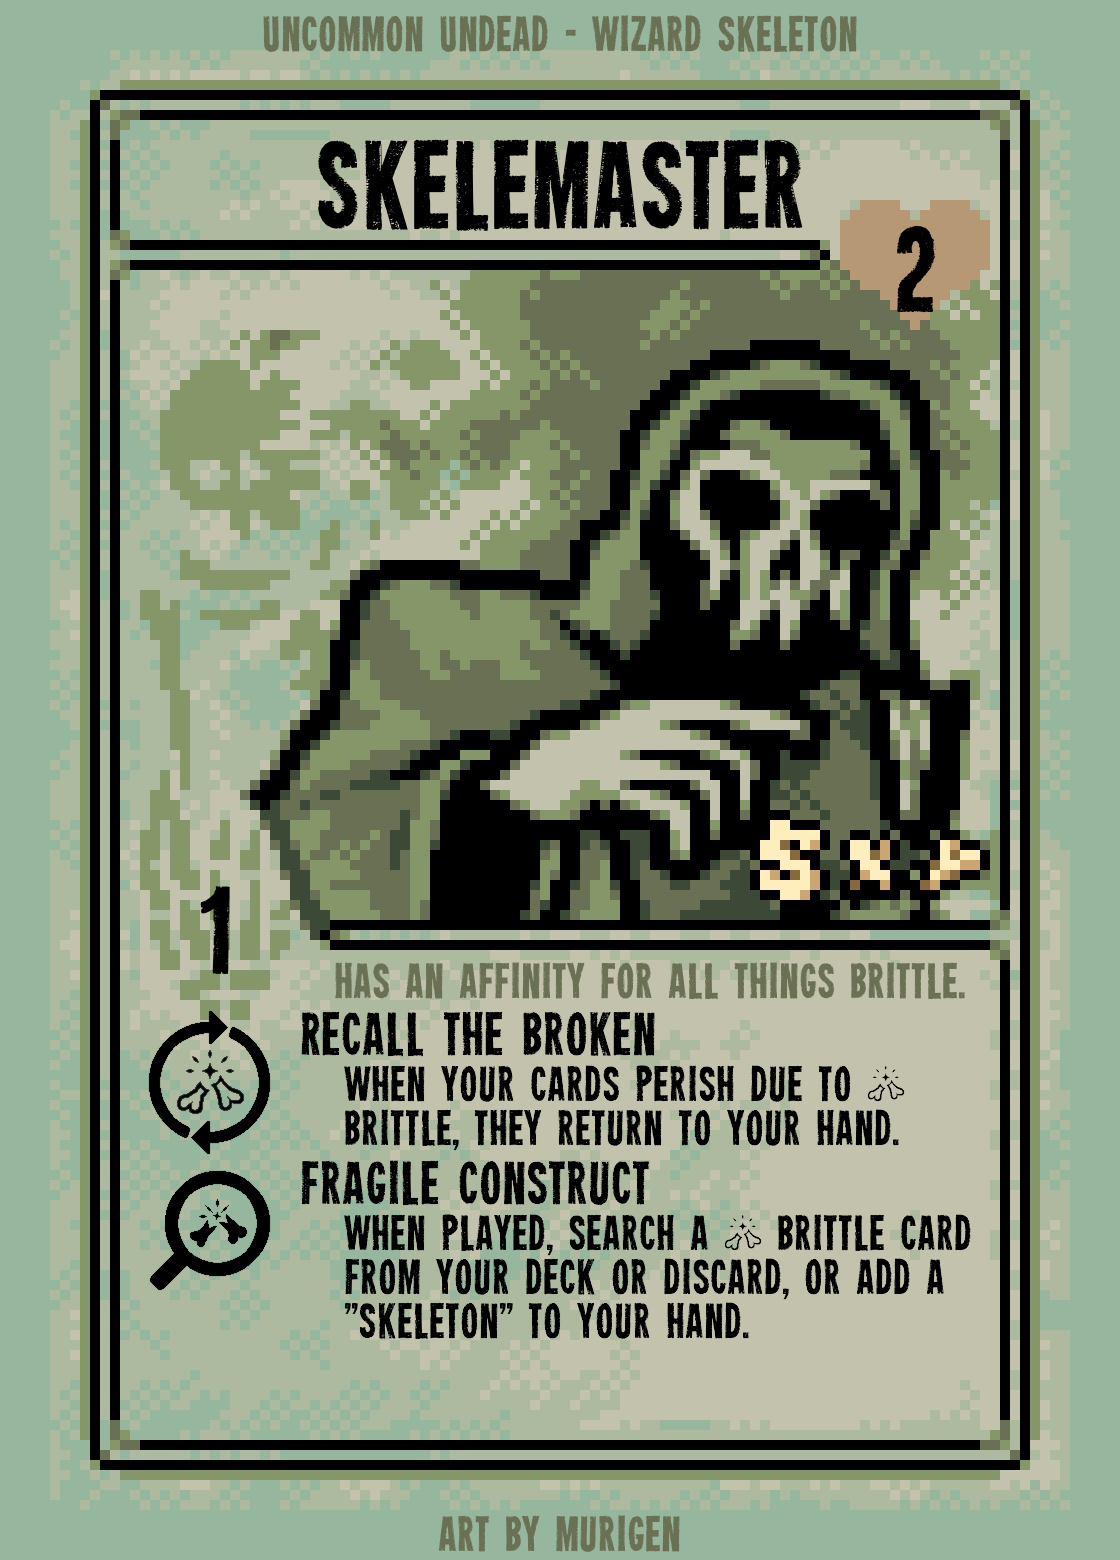 UNCOMMON UNDEAD - WIZARD SKELETON
SKELEMASTER
2
S X Y
1
HAS AN AFFINITY FOR ALL THINGS BRITTLE.
RECALL THE BROKEN
WHEN YOUR CARDS PERISH DUE TO
BRITTLE, THEY RETURN TO YOUR HAND.
FRAGILE CONSTRUCT
WHEN PLAYED, SEARCH A BRITTLE CARD
FROM YOUR DECK OR DISCARD, OR ADD A
"SKELETON" TO YOUR HAND.
ART BY MURIGEN